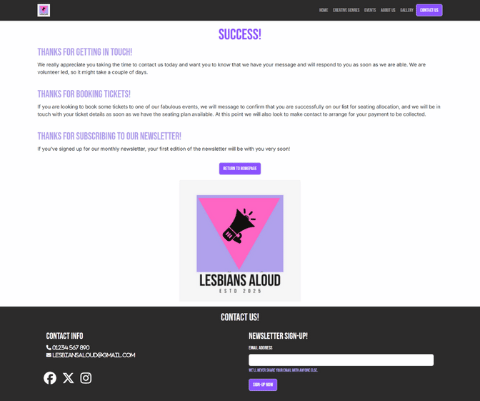 HOME CREATIVE GENRES EVENTS ABOUT US GALLERY CONTACT US
SUCCESS!
THANKS FOR GETTING IN TOUCH!
We really appreciate you taking the time to contact us today and want you to know that we have your message and will respond to you as soon as we are able. We are
volunteer led, so it might take a couple of days.
THANKS FOR BOOKING TICKETS!
If you are looking to book some tickets to one of our fabulous events, we will message to confirm that you are successfully on our list for seating allocation, and we will be in
touch with your ticket details as soon as we have the seating plan available. At this point we will also look to make contact to arrange for your payment to be collected.
THANKS FOR SUBSCRIBING TO OUR NEWSLETTER!
If you've signed up for our monthly newsletter, your first edition of the newsletter will be with you very soon!
RETURN TO HOMEPAGE
LESBIANS ALOUD
ESTD 2025
CONTACT US!
CONTACT INFO
01234 567 890
LESBIANSALOUD@GMAIL.COM
NEWSLETTER SIGN-UP!
EMAIL ADDRESS
WE'LL NEVER SHARE YOUR EMAIL WITH ANYONE ELSE.
SIGN-UP NOW